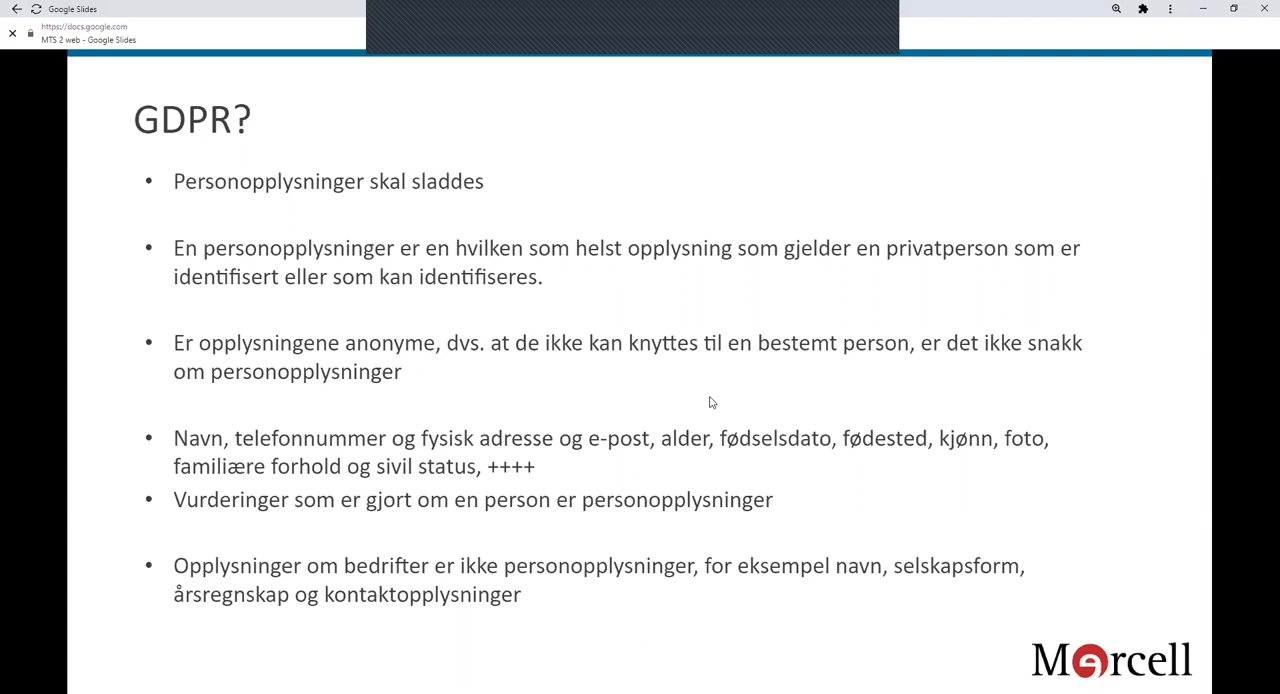 Google Slides
https://docs.google.com
MTS 2 web - Google Slides
GDPR?
• Personopplysninger skal sladdes
• En personopplysninger er en hvilken som helst opplysning som gjelder en privatperson som er
identifisert eller som kan identifiseres.
• Er opplysningene anonyme, dvs. at de ikke kan knyttes til en bestemt person, er det ikke snakk
om personopplysninger
• Navn, telefonnummer og fysisk adresse og e-post, alder, fødselsdato, fødested, kjønn, foto,
familiære forhold og sivil status, ++++
• Vurderinger som er gjort om en person er personopplysninger
• Opplysninger om bedrifter er ikke personopplysninger, for eksempel navn, selskapsform,
årsregnskap og kontaktopplysninger
Mercell